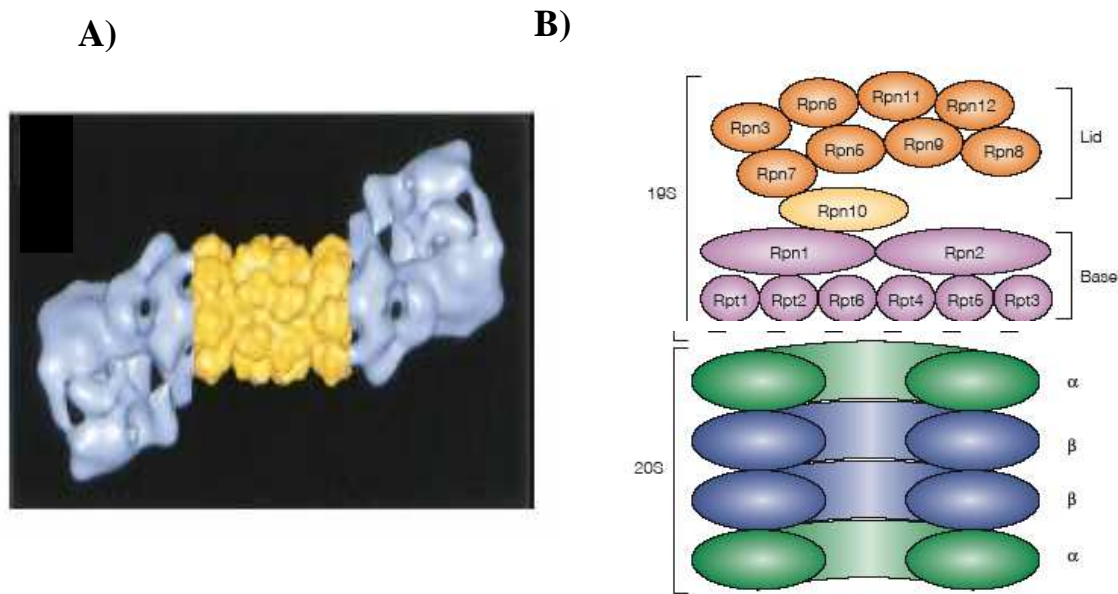 A)
B)
Rpn6 Rpn11 Rpn12
Rpn3 Rpn5 Rpn9 Rpn8
Rpn7
Rpn10
Lid
19S
Rpn1 Rpn2
Base
Rpt1 Rpt2 Rpt6 Rpt4 Rpt5 Rpt3
α
β
20S
β
α